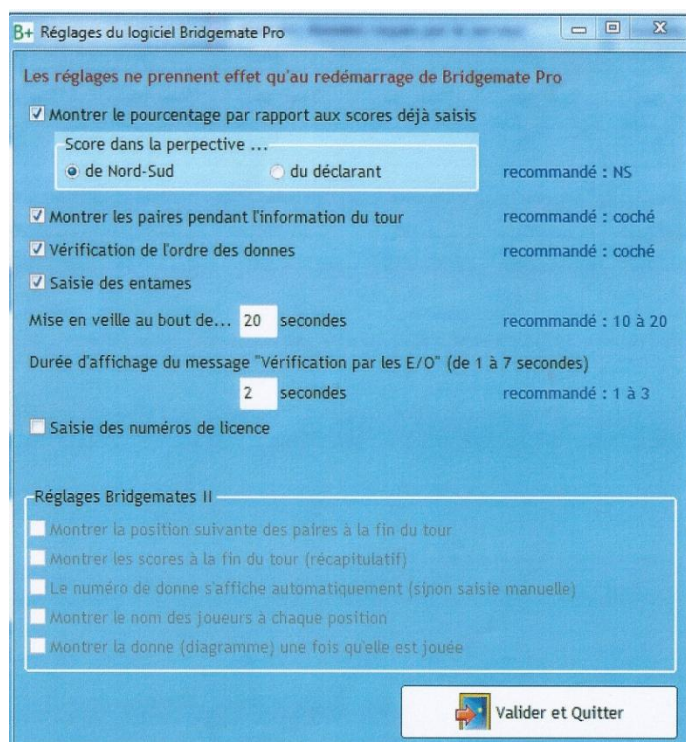 B+ Réglages du logiciel Bridgemate Pro
Les réglages ne prennent effet qu'au redémarrage de Bridgemate Pro
Montrer le pourcentage par rapport aux scores déjà saisis
Score dans la perpective ...
de Nord-Sud du déclarant recommandé : NS
Montrer les paires pendant l'information du tour recommandé : coché
Vérification de l'ordre des donnes recommandé : coché
Saisie des entames
Mise en veille au bout de... 20 secondes recommandé : 10 à 20
Durée d'affichage du message "Vérification par les E/O" (de 1 à 7 secondes)
2 secondes recommandé : 1 à 3
Saisie des numéros de licence
Réglages Bridgemates II
Montrer la position suivante des paires à la fin du tour
Montrer les scores à la fin du tour (récapitulatif)
Le numéro de donne s'affiche automatiquement (sinon saisie manuelle)
Montrer le nom des joueurs à chaque position
Montrer la donne (diagramme) une fois qu'elle est jouée
Valider et Quitter